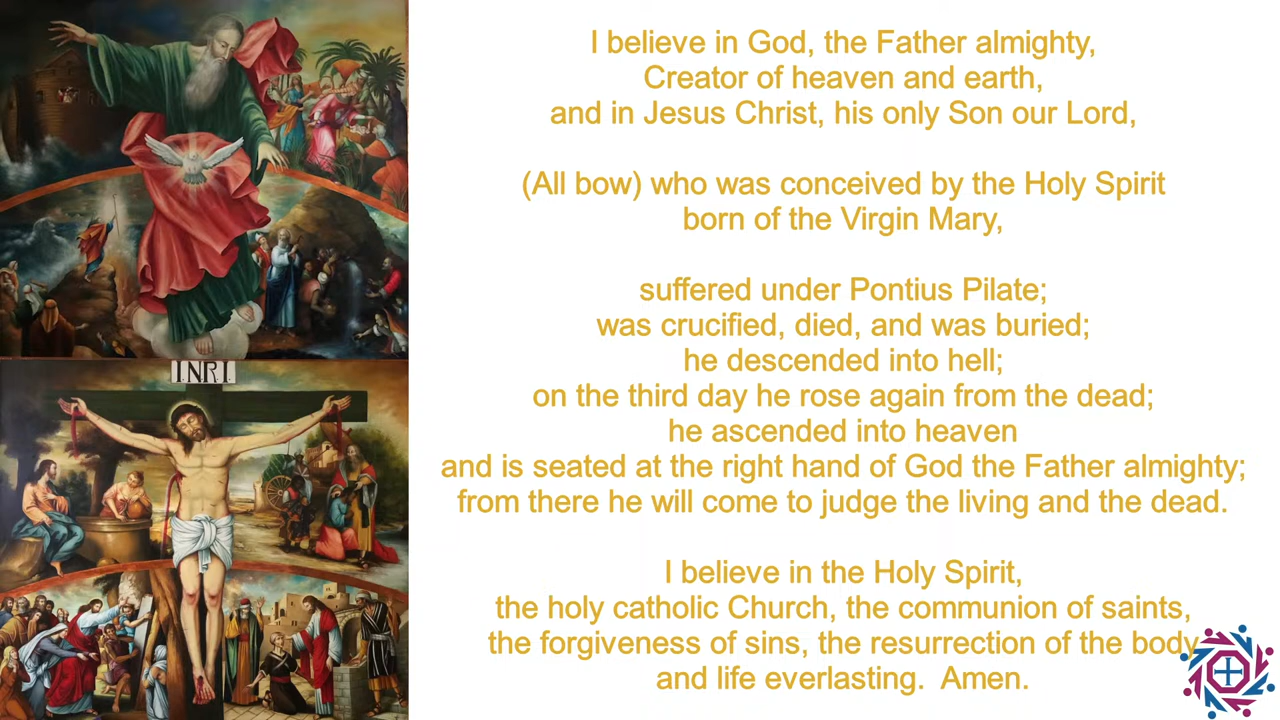 I believe in God, the Father almighty,
Creator of heaven and earth,
and in Jesus Christ, his only Son our Lord,
(All bow) who was conceived by the Holy Spirit
born of the Virgin Mary,
suffered under Pontius Pilate;
was crucified, died, and was buried;
he descended into hell;
on the third day he rose again from the dead;
he ascended into heaven
and is seated at the right hand of God the Father almighty;
from there he will come to judge the living and the dead.
I believe in the Holy Spirit,
the holy catholic Church, the communion of saints,
the forgiveness of sins, the resurrection of the body
and life everlasting.  Amen.
I.NR.I.